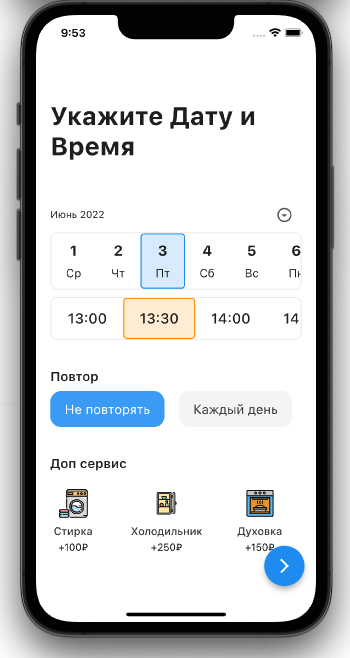 9:53
Укажите Дату и
Время
Июнь 2022
1 2 3 4 5 6
Ср Чт Пт Сб Вс Пн
13:00 13:30 14:00 14
Повтор
Не повторять Каждый день
Доп сервис
Стирка Холодильник Духовка
+100₽ +250₽ +150₽